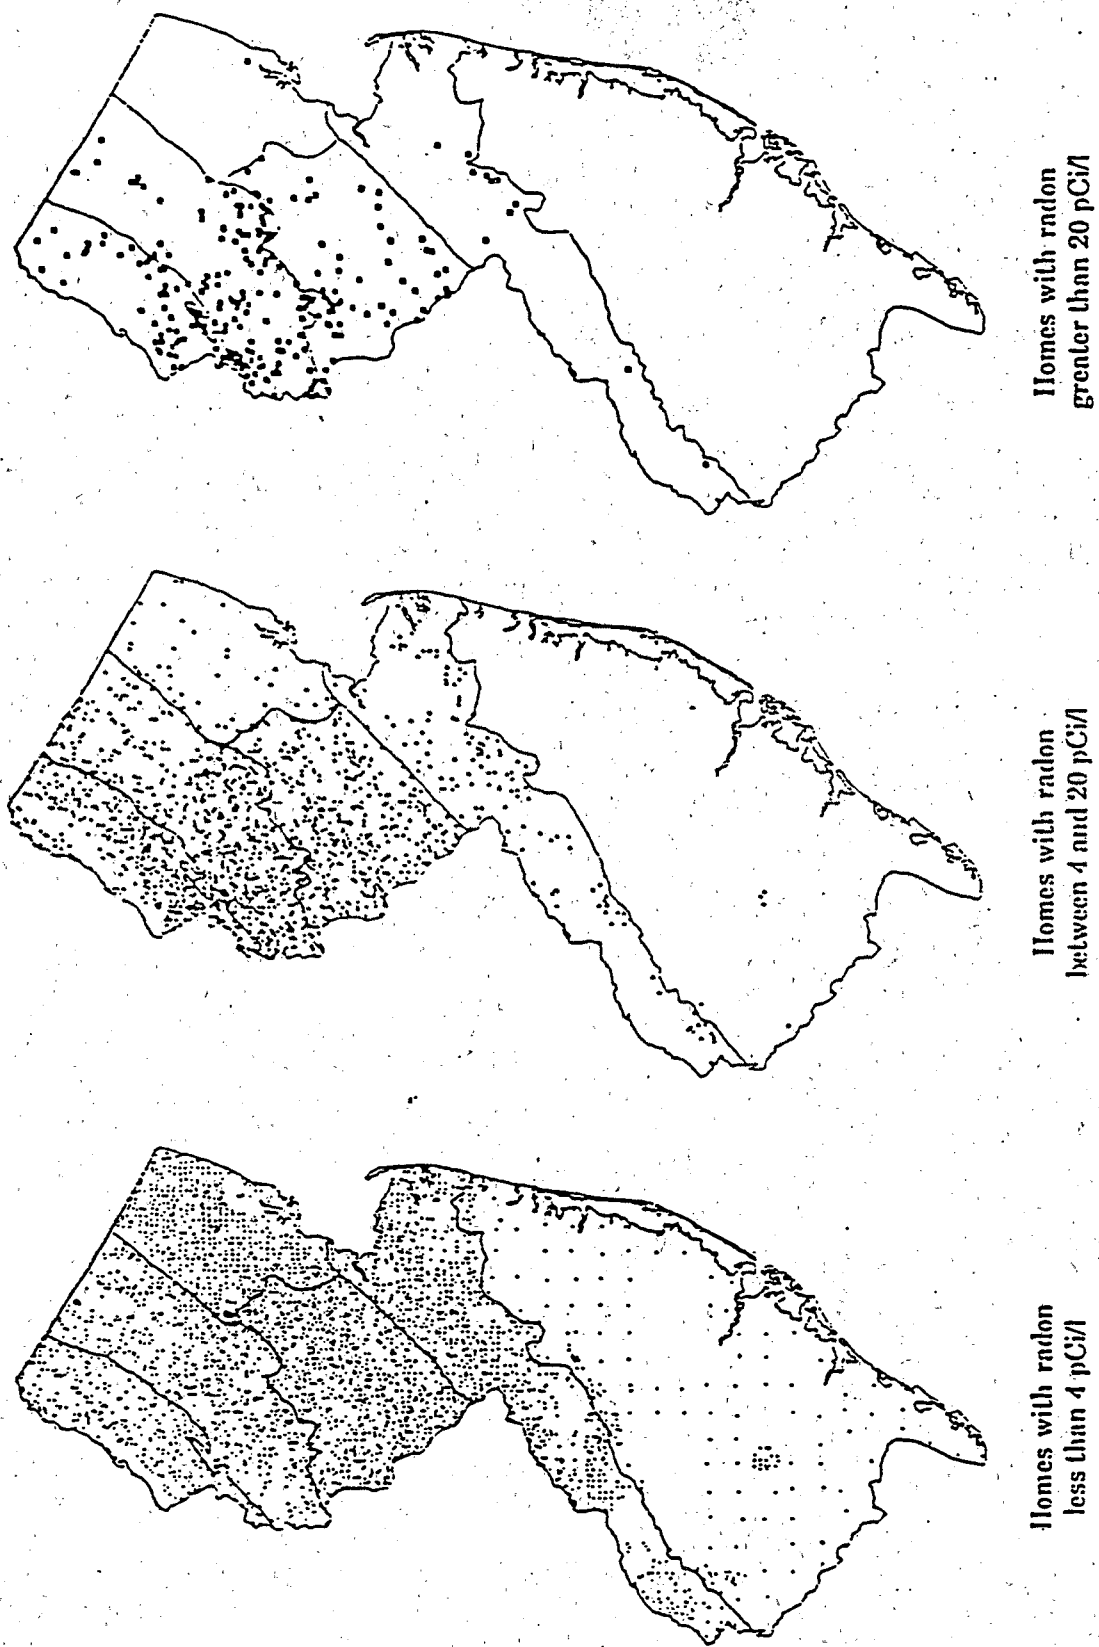 Homes with radon
less than 4 pCi/l
Homes with radon
between 4 and 20 pCi/l
Homes with radon
greater than 20 pCi/l